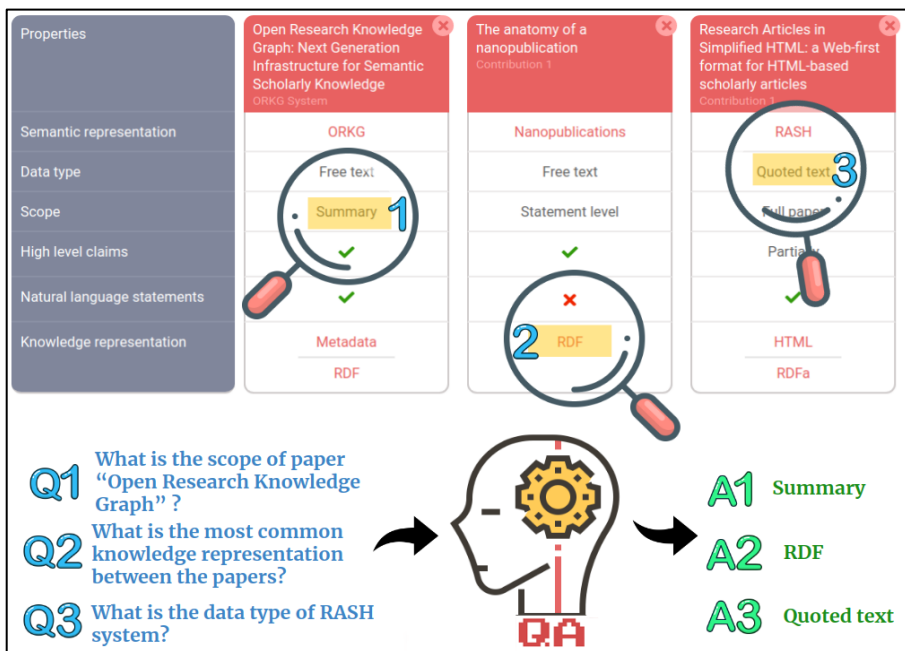 Properties
Open Research Knowledge
Graph: Next Generation
Infrastructure for Semantic
Scholarly Knowledge
ORKG System
The anatomy of a
nanopublication
Contribution 1
Research Articles in
Simplified HTML: a Web-first
format for HTML-based
scholarly articles
Contribution 1
Semantic representation
ORKG
Nanopublications
RASH
Data type
Free text
Free text
Quoted text
3
Scope
Summary
1
Statement level
Full paper
High level claims
Natural language statements
Knowledge representation
Metadata
RDF
2
RDF
HTML
RDFa
Q1
What is the scope of paper
“Open Research Knowledge
Graph” ?
Q2
What is the most common
knowledge representation
between the papers?
Q3
What is the data type of RASH
system?
QA
A1
Summary
A2
RDF
A3
Quoted text